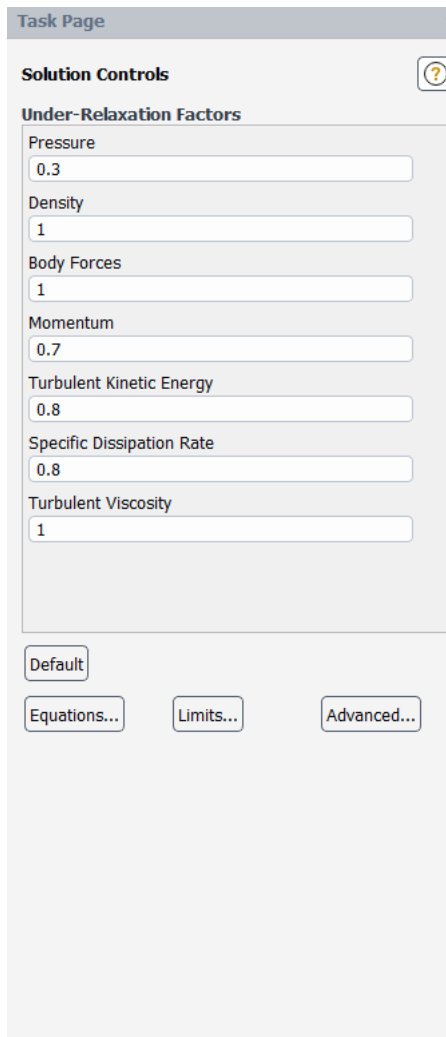 Task Page
Solution Controls
?
Under-Relaxation Factors
Pressure
0.3
Density
1
Body Forces
1
Momentum
0.7
Turbulent Kinetic Energy
0.8
Specific Dissipation Rate
0.8
Turbulent Viscosity
1
Default
Equations... Limits... Advanced...